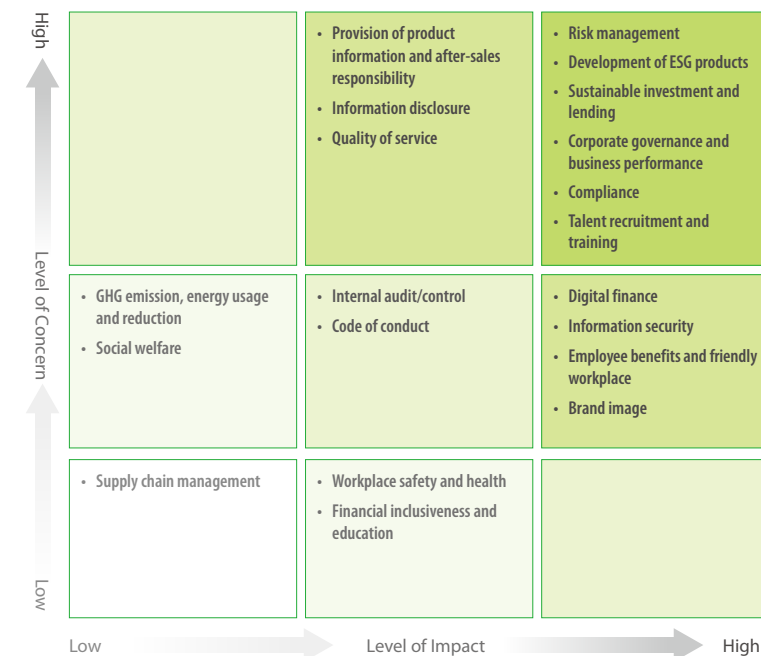 High
• Provision of product
information and after-sales
responsibility
• Information disclosure
• Quality of service
• Risk management
• Development of ESG products
• Sustainable investment and
lending
• Corporate governance and
business performance
• Compliance
• Talent recruitment and
training
Level of Concern
• GHG emission, energy usage
and reduction
• Social welfare
• Internal audit/control
• Code of conduct
• Digital finance
• Information security
• Employee benefits and friendly
workplace
• Brand image
• Supply chain management
• Workplace safety and health
• Financial inclusiveness and
education
Low
Low
Level of Impact
High